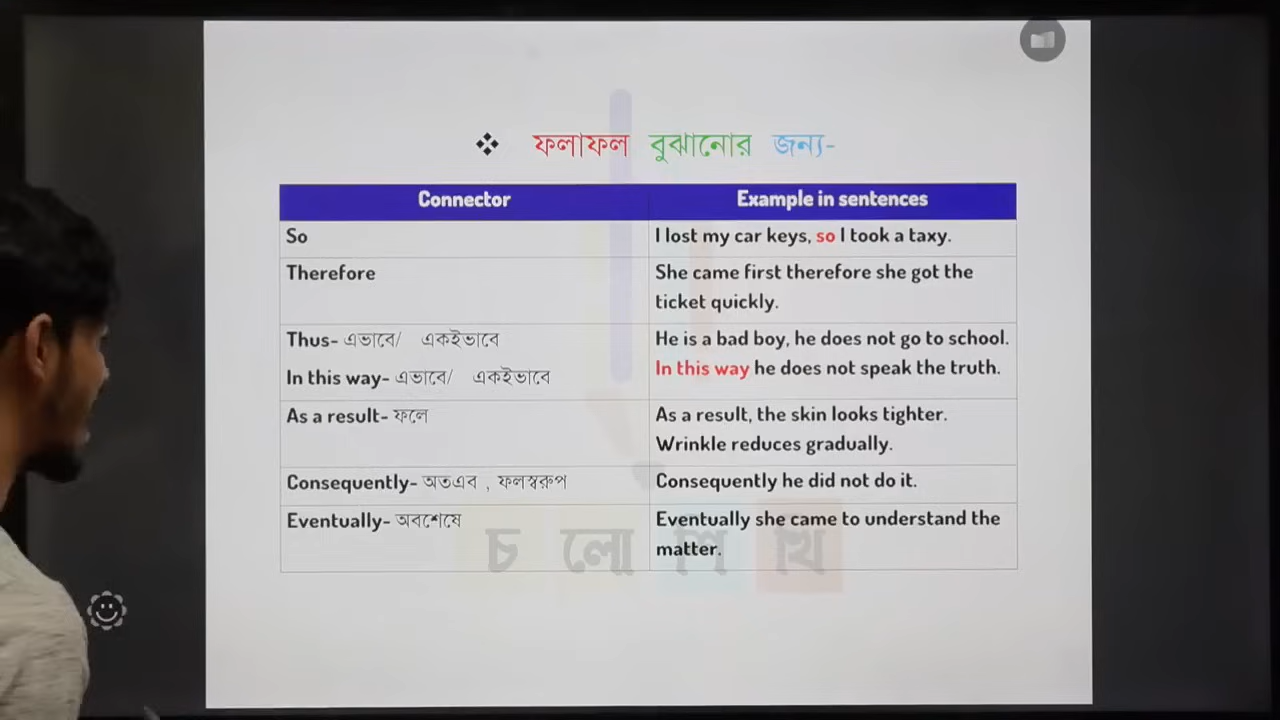 ❖ ফলাফল বুঝানোর জন্য-
Connector
Example in sentences
So
I lost my car keys, so I took a taxy.
Therefore
She came first therefore she got the
ticket quickly.
Thus- এভাবে/ একইভাবে
In this way- এভাবে/ একইভাবে
He is a bad boy, he does not go to school.
In this way he does not speak the truth.
As a result- ফলে
As a result, the skin looks tighter.
Wrinkle reduces gradually.
Consequently- অতএব , ফলস্বরুপ
Consequently he did not do it.
Eventually- অবশেষে
Eventually she came to understand the
matter.
চ লো শি খি